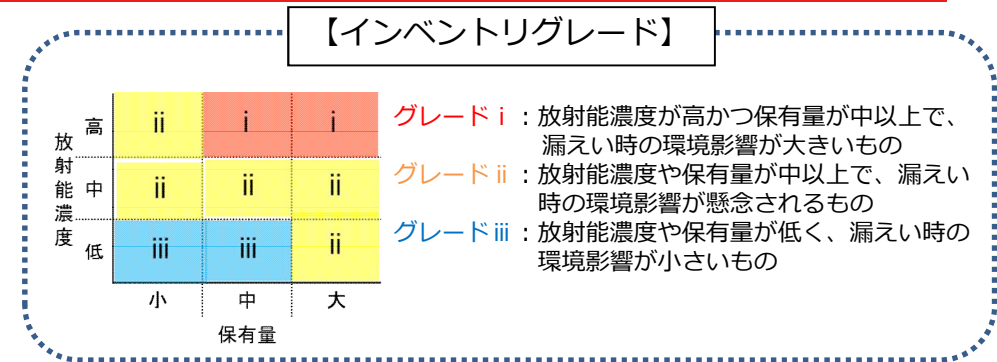 【インベントリグレード】
放射能濃度
高 ⅱ ⅰ ⅰ
中 ⅱ ⅱ ⅱ
低 ⅲ ⅲ ⅱ
小 中 大
保有量
グレードⅰ：放射能濃度が高かつ保有量が中以上で、
漏えい時の環境影響が大きいもの
グレードⅱ：放射能濃度や保有量が中以上で、漏えい
時の環境影響が懸念されるもの
グレードⅲ：放射能濃度や保有量が低く、漏えい時の
環境影響が小さいもの